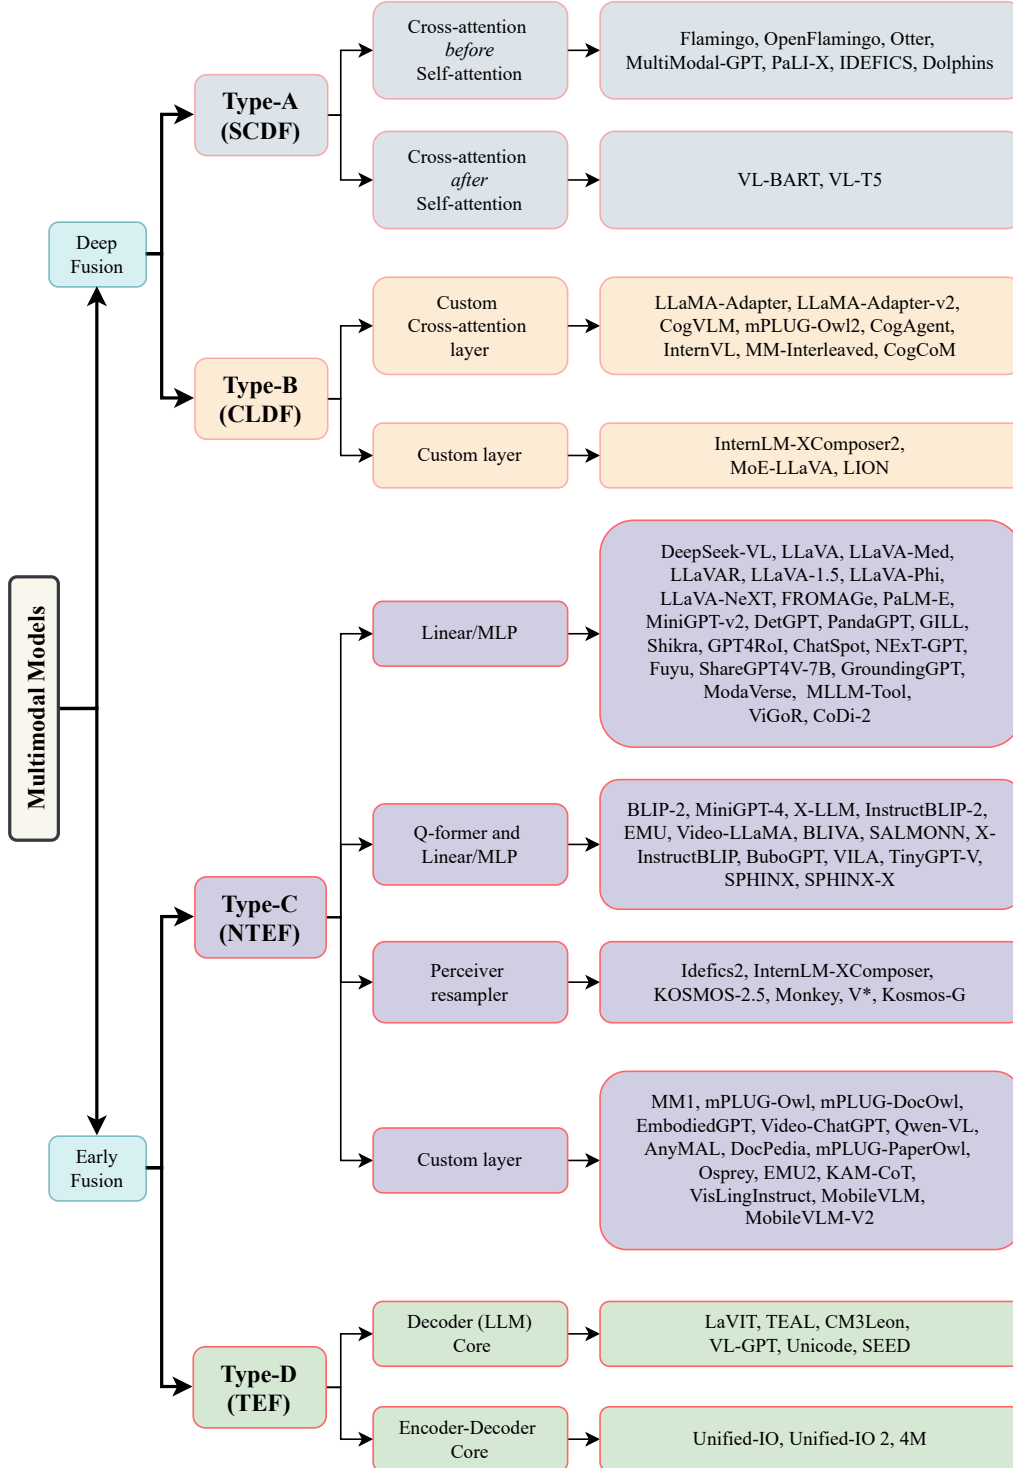 Multimodal Models
Deep
Fusion
Type-A
(SCDF)
Cross-attention
before
Self-attention
Flamingo, OpenFlamingo, Otter,
MultiModal-GPT, PaLI-X, IDEFICS, Dolphins
Cross-attention
after
Self-attention
VL-BART, VL-T5
Type-B
(CLDF)
Custom
Cross-attention
layer
LLaMA-Adapter, LLaMA-Adapter-v2,
CogVLM, mPLUG-Owl2, CogAgent,
InternVL, MM-Interleaved, CogCoM
Custom layer
InternLM-XComposer2,
MoE-LLaVA, LION
Early
Fusion
Type-C
(NTEF)
Linear/MLP
DeepSeek-VL, LLaVA, LLaVA-Med,
LLaVAR, LLaVA-1.5, LLaVA-Phi,
LLaVA-NeXT, FROMAGe, PaLM-E,
MiniGPT-v2, DetGPT, PandaGPT, GILL,
Shikra, GPT4RoI, ChatSpot, NExT-GPT,
Fuyu, ShareGPT4V-7B, GroundingGPT,
ModaVerse, MLLM-Tool,
ViGoR, CoDi-2
Q-former and
Linear/MLP
BLIP-2, MiniGPT-4, X-LLM, InstructBLIP-2,
EMU, Video-LLaMA, BLIVA, SALMONN, X-
InstructBLIP, BuboGPT, VILA, TinyGPT-V,
SPHINX, SPHINX-X
Perceiver
resampler
Idefics2, InternLM-XComposer,
KOSMOS-2.5, Monkey, V*, Kosmos-G
Custom layer
MM1, mPLUG-Owl, mPLUG-DocOwl,
EmbodiedGPT, Video-ChatGPT, Qwen-VL,
AnyMAL, DocPedia, mPLUG-PaperOwl,
Osprey, EMU2, KAM-CoT,
VisLingInstruct, MobileVLM,
MobileVLM-V2
Type-D
(TEF)
Decoder (LLM)
Core
LaVIT, TEAL, CM3Leon,
VL-GPT, Unicode, SEED
Encoder-Decoder
Core
Unified-IO, Unified-IO 2, 4M